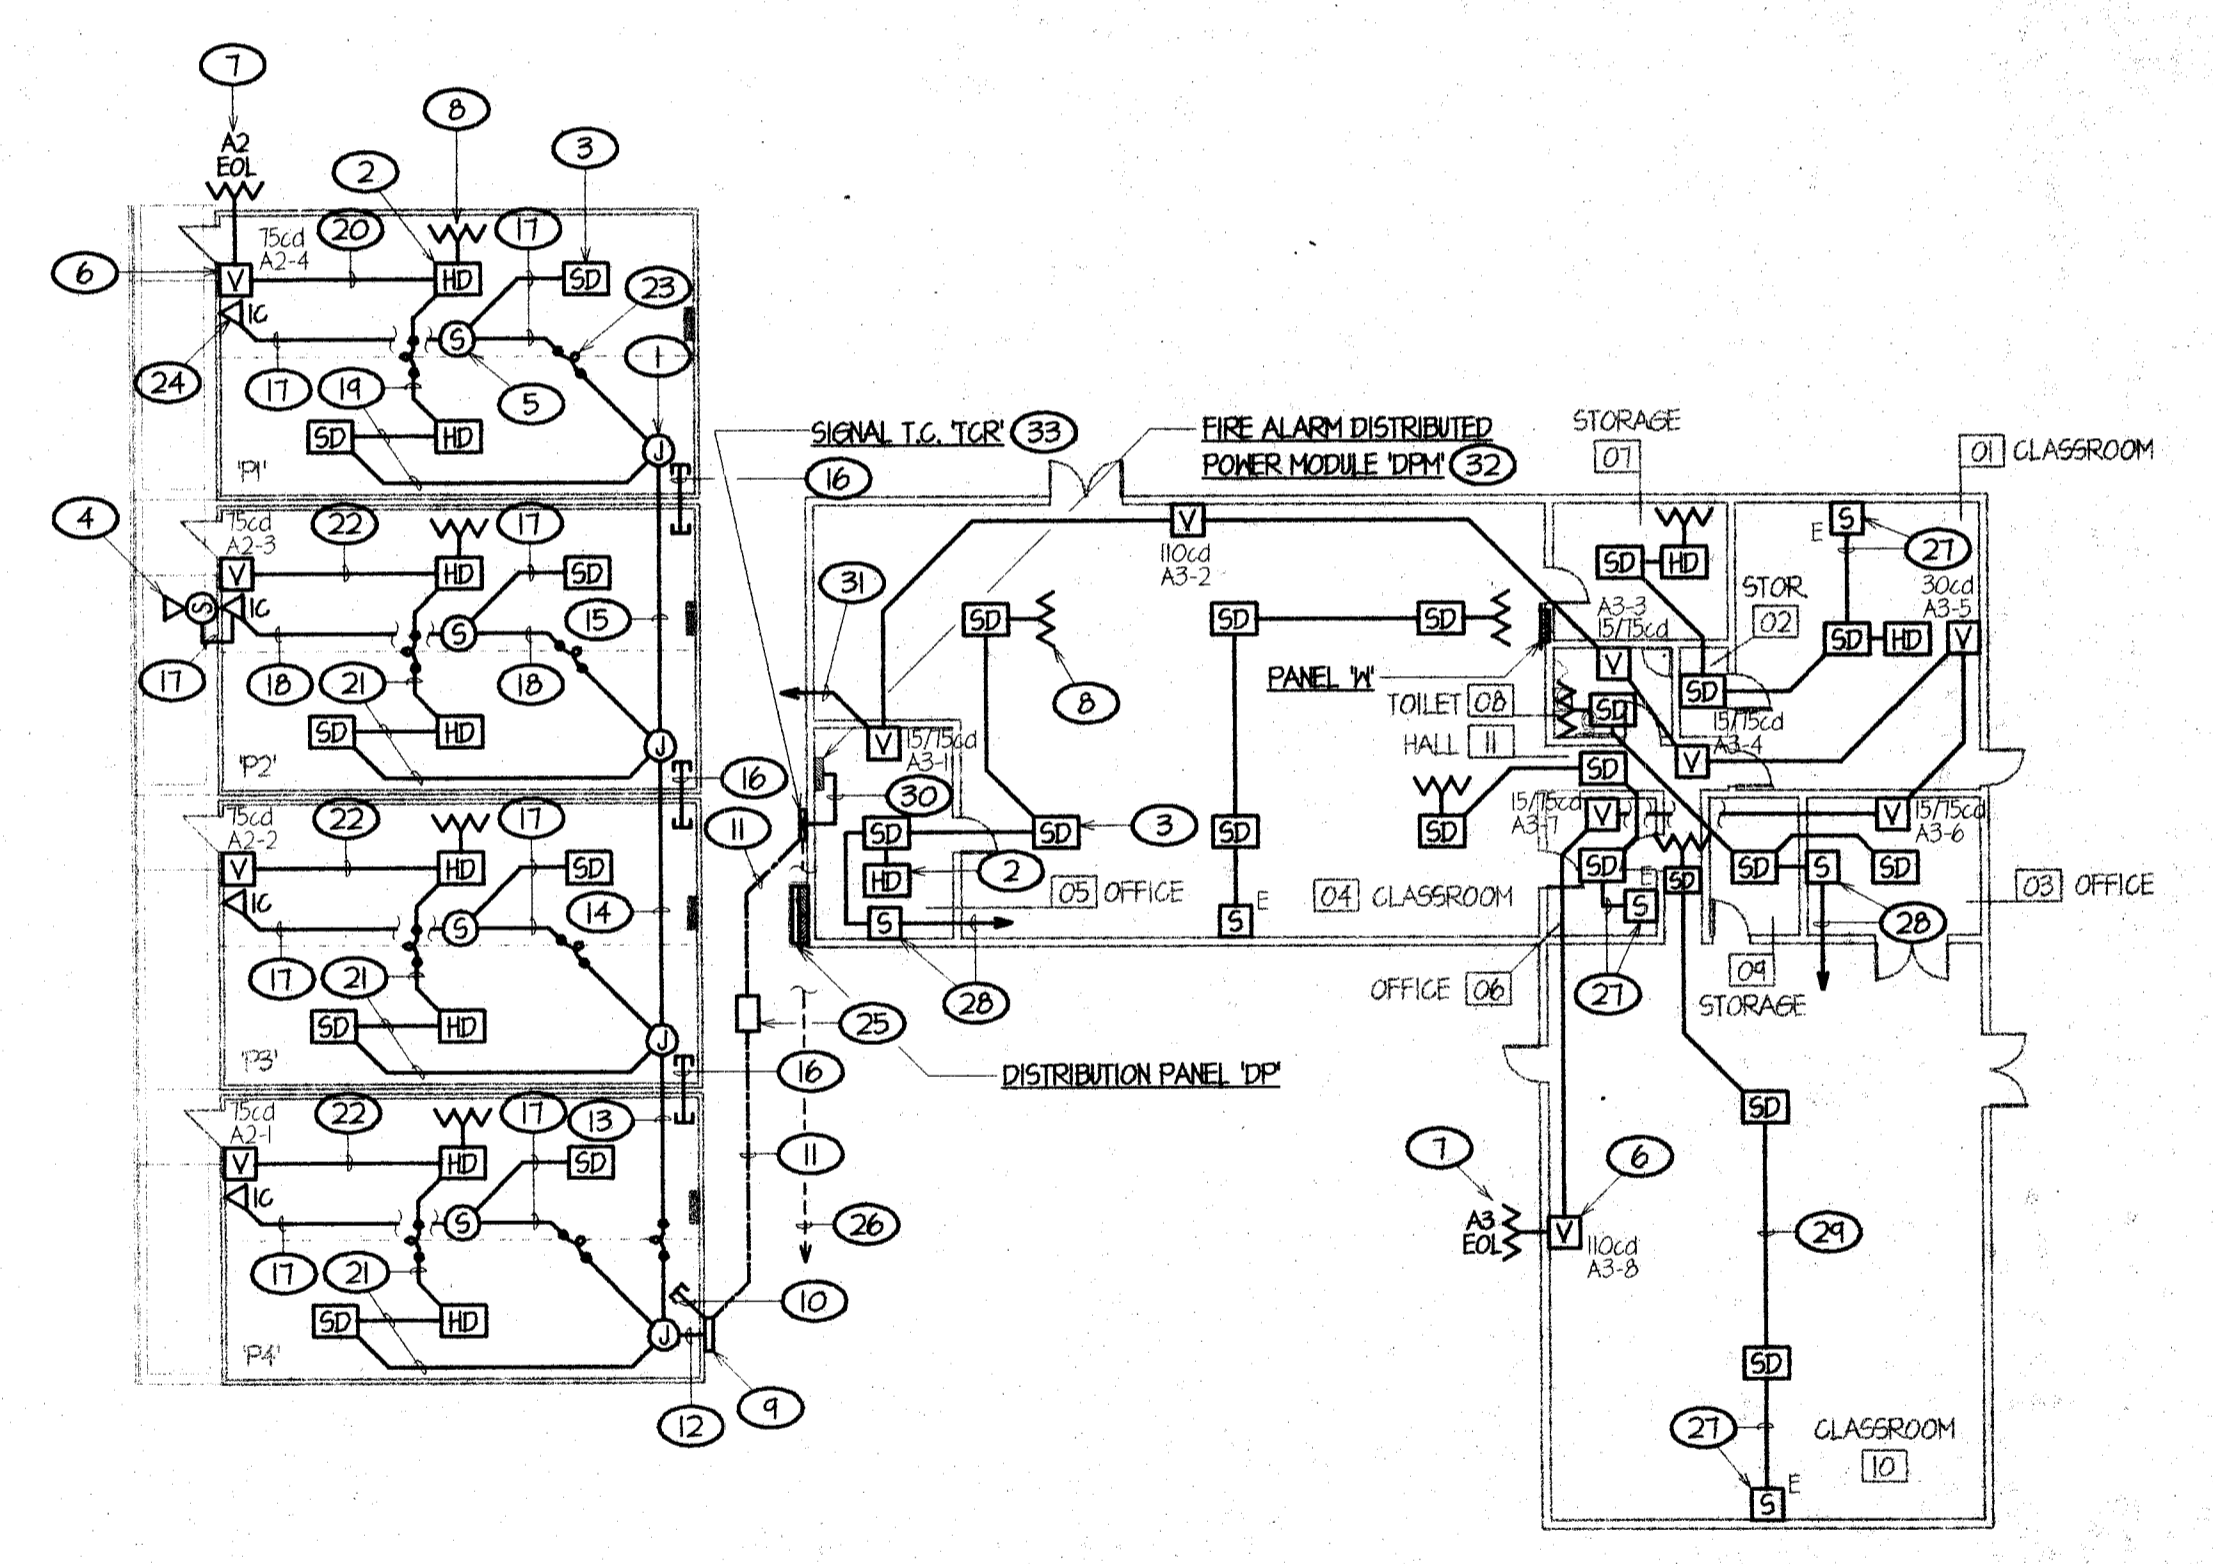 7
A2
EOL
8
3
2
20
17
75cd
A2-4
6
V
HD
SD
23
IC
S
1
24
17
19
5
SD
HD
J
'P1'
16
4
75cd
A2-3
22
17
V
HD
SD
IC
S
S
15
17
18
21
18
SD
HD
J
'P2'
16
75cd
A2-2
22
17
V
HD
SD
IC
S
14
17
21
SD
HD
J
'P3'
16
75cd
A2-1
22
17
13
V
HD
SD
IC
S
17
21
SD
HD
J
'P4'
12
9
10
11
26
11
25
DISTRIBUTION PANEL 'DP'
SIGNAL T.C. 'TCR' 33
FIRE ALARM DISTRIBUTED
POWER MODULE 'DPM' 32
STORAGE
07
01 CLASSROOM
V
110cd
A3-2
31
SD
8
SD
SD
PANEL 'W'
V
15/75cd
A3-1
30
SD
SD
3
HD
2
05 OFFICE
S
28
SD
S
E
04 CLASSROOM
SD
SD
HD
A3-3
15/75cd
V
STOR.
02
S
E
27
30cd
A3-5
SD
HD
V
SD
TOILET 08
SD
HALL 11
15/75cd
A3-4
V
SD
SD
15/75cd
A3-7
V
SD
E
SD
S
27
V
15/75cd
A3-6
SD
S
SD
28
03 OFFICE
09
STORAGE
OFFICE 06
7
A3
EOL
V
6
110cd
A3-8
SD
29
SD
27
CLASSROOM
10
S
E